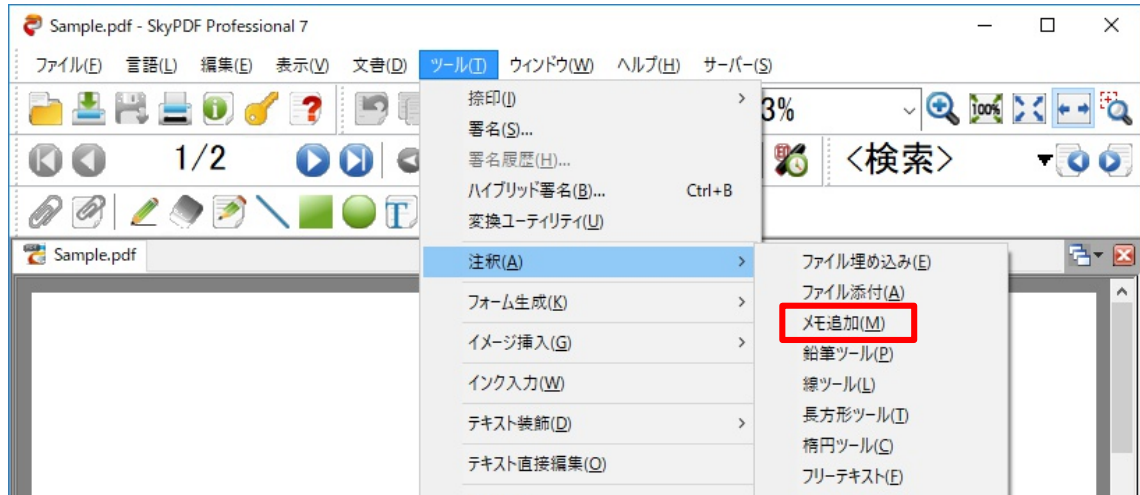 Sample.pdf - SkyPDF Professional 7
ファイル(F) 言語(L) 編集(E) 表示(V) 文書(D) ツール(T) ウィンドウ(W) ヘルプ(H) サーバー(S)
3% 100%
1/2 <検索>
Sample.pdf
捺印(I)
署名(S)...
署名履歴(H)...
ハイブリッド署名(B)... Ctrl+B
変換ユーティリティ(U)
注釈(A)
フォーム生成(K)
イメージ挿入(G)
インク入力(W)
テキスト装飾(D)
テキスト直接編集(O)
ファイル埋め込み(E)
ファイル添付(A)
メモ追加(M)
鉛筆ツール(P)
線ツール(L)
長方形ツール(T)
楕円ツール(C)
フリーテキスト(F)